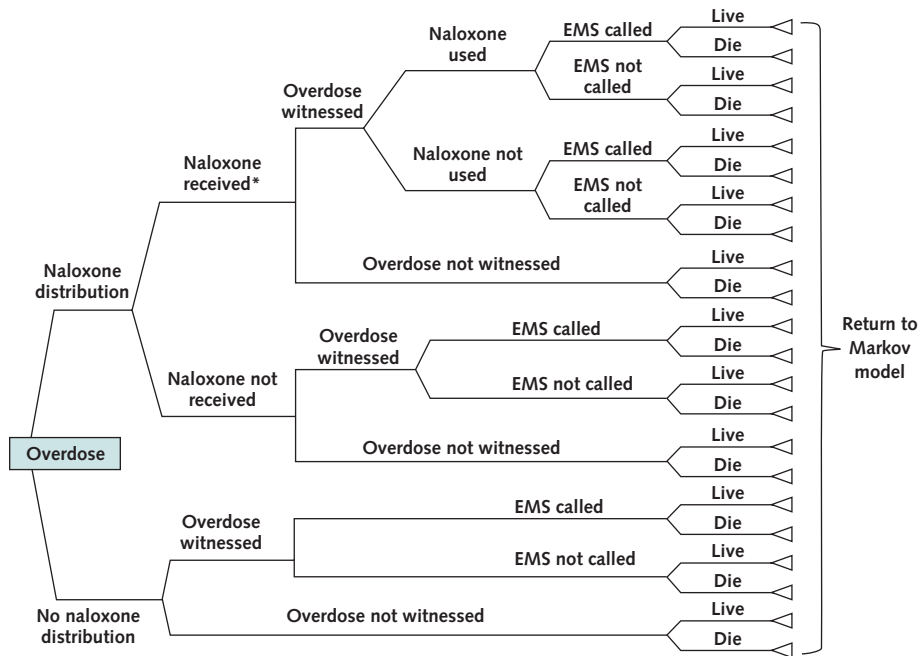 Live
Naloxone
used
EMS called
Die
EMS not
called
Live
Die
Overdose
witnessed
Naloxone not
used
EMS called
Live
Die
EMS not
called
Live
Die
Naloxone
received*
Overdose not witnessed
Live
Die
Naloxone
distribution
Overdose
witnessed
EMS called
Live
Die
EMS not called
Live
Die
Naloxone not
received
Overdose not witnessed
Live
Die
Overdose
Overdose
witnessed
EMS called
Live
Die
EMS not called
Live
Die
No naloxone
distribution
Overdose not witnessed
Live
Die
Return to
Markov
model